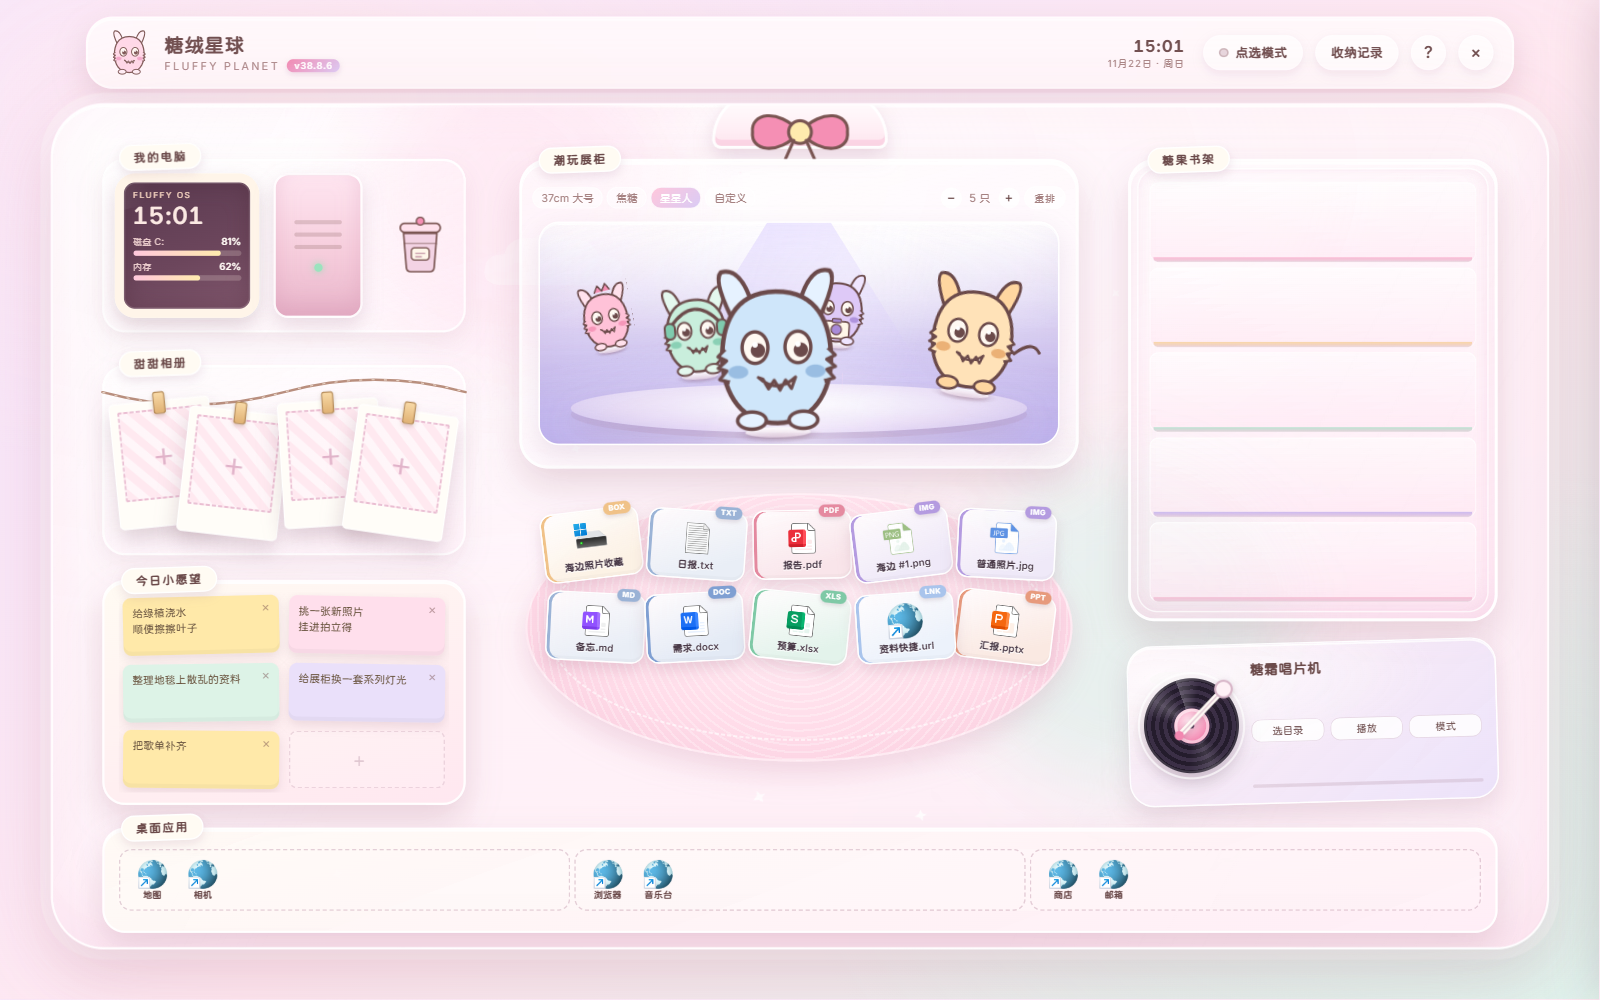 糖绒星球
FLUFFY PLANET v38.8.6
15:01
11月22日 · 周日
点选模式
收纳记录
?
×
我的电脑
FLUFFY OS
15:01
磁盘 C: 81%
内存 62%
甜甜相册
+
+
+
+
今日小愿望
给绿植浇水
顺便擦擦叶子
×
挑一张新照片
挂进拍立得
×
整理地毯上散乱的资料
×
给展柜换一套系列灯光
×
把歌单补齐
×
+
潮玩展柜
37cm 大号
焦糖
星星人
自定义
− 5 只 +
重排
BOX
海边照片收藏
TXT
日报.txt
PDF
报告.pdf
IMG
PNG
海边 #1.png
IMG
JPG
普通照片.jpg
MD
M
备忘.md
DOC
W
需求.docx
XLS
S
预算.xlsx
LNK
资料快捷.url
PPT
P
汇报.pptx
糖果书架
糖霜唱片机
选目录
播放
模式
桌面应用
地图
相机
浏览器
音乐台
商店
邮箱